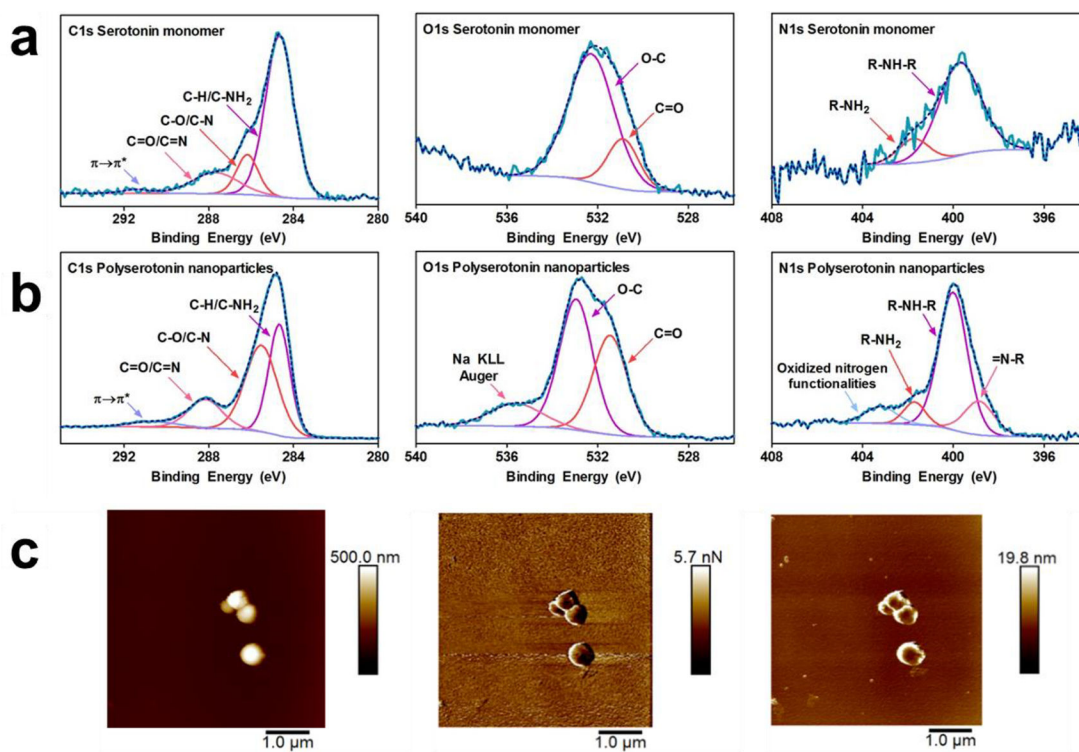 a
C1s Serotonin monomer
C-H/C-NH2
C-O/C-N
C=O/C=N
π→π*
292 288 284 280
Binding Energy (eV)
O1s Serotonin monomer
O-C
C=O
540 536 532 528
Binding Energy (eV)
N1s Serotonin monomer
R-NH-R
R-NH2
408 404 400 396
Binding Energy (eV)
b
C1s Polyserotonin nanoparticles
C-H/C-NH2
C-O/C-N
C=O/C=N
π→π*
292 288 284 280
Binding Energy (eV)
O1s Polyserotonin nanoparticles
O-C
C=O
Na KLL
Auger
540 536 532 528
Binding Energy (eV)
N1s Polyserotonin nanoparticles
R-NH-R
R-NH2
=N-R
Oxidized nitrogen
functionalities
408 404 400 396
Binding Energy (eV)
c
500.0 nm
1.0 µm
5.7 nN
1.0 µm
19.8 nm
1.0 µm